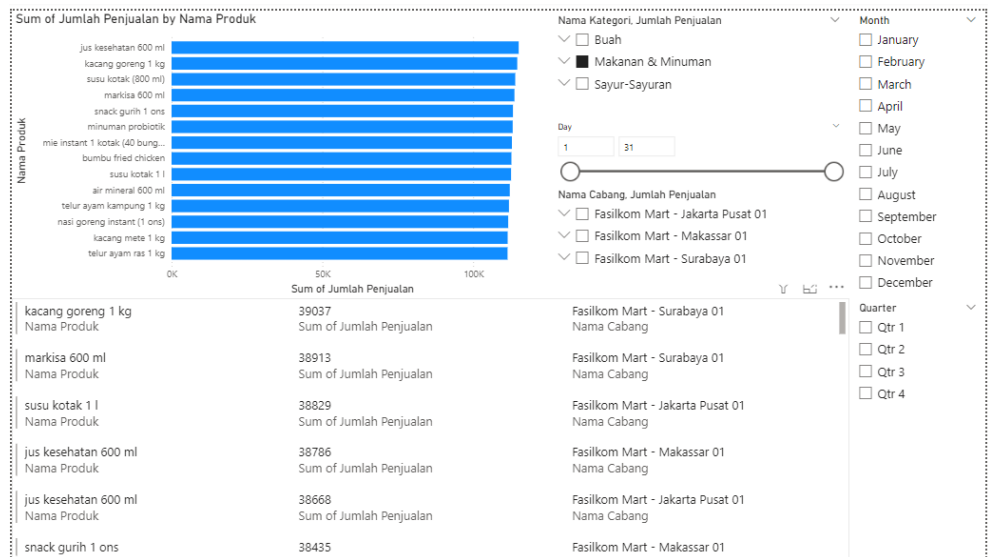 Sum of Jumlah Penjualan by Nama Produk
Nama Produk
jus kesehatan 600 ml
kacang goreng 1 kg
susu kotak (800 ml)
markisa 600 ml
snack gurih 1 ons
minuman probiotik
mie instant 1 kotak (40 bung...
bumbu fried chicken
susu kotak 1 l
air mineral 600 ml
telur ayam kampung 1 kg
nasi goreng instant (1 ons)
kacang mete 1 kg
telur ayam ras 1 kg
0K 50K 100K
Sum of Jumlah Penjualan
Nama Kategori, Jumlah Penjualan
Buah
Makanan & Minuman
Sayur-Sayuran
Day
1 31
Nama Cabang, Jumlah Penjualan
Fasilkom Mart - Jakarta Pusat 01
Fasilkom Mart - Makassar 01
Fasilkom Mart - Surabaya 01
Month
January
February
March
April
May
June
July
August
September
October
November
December
Quarter
Qtr 1
Qtr 2
Qtr 3
Qtr 4
kacang goreng 1 kg 39037 Fasilkom Mart - Surabaya 01
Nama Produk Sum of Jumlah Penjualan Nama Cabang
markisa 600 ml 38913 Fasilkom Mart - Surabaya 01
Nama Produk Sum of Jumlah Penjualan Nama Cabang
susu kotak 1 l 38829 Fasilkom Mart - Jakarta Pusat 01
Nama Produk Sum of Jumlah Penjualan Nama Cabang
jus kesehatan 600 ml 38786 Fasilkom Mart - Makassar 01
Nama Produk Sum of Jumlah Penjualan Nama Cabang
jus kesehatan 600 ml 38668 Fasilkom Mart - Jakarta Pusat 01
Nama Produk Sum of Jumlah Penjualan Nama Cabang
snack gurih 1 ons 38435 Fasilkom Mart - Makassar 01